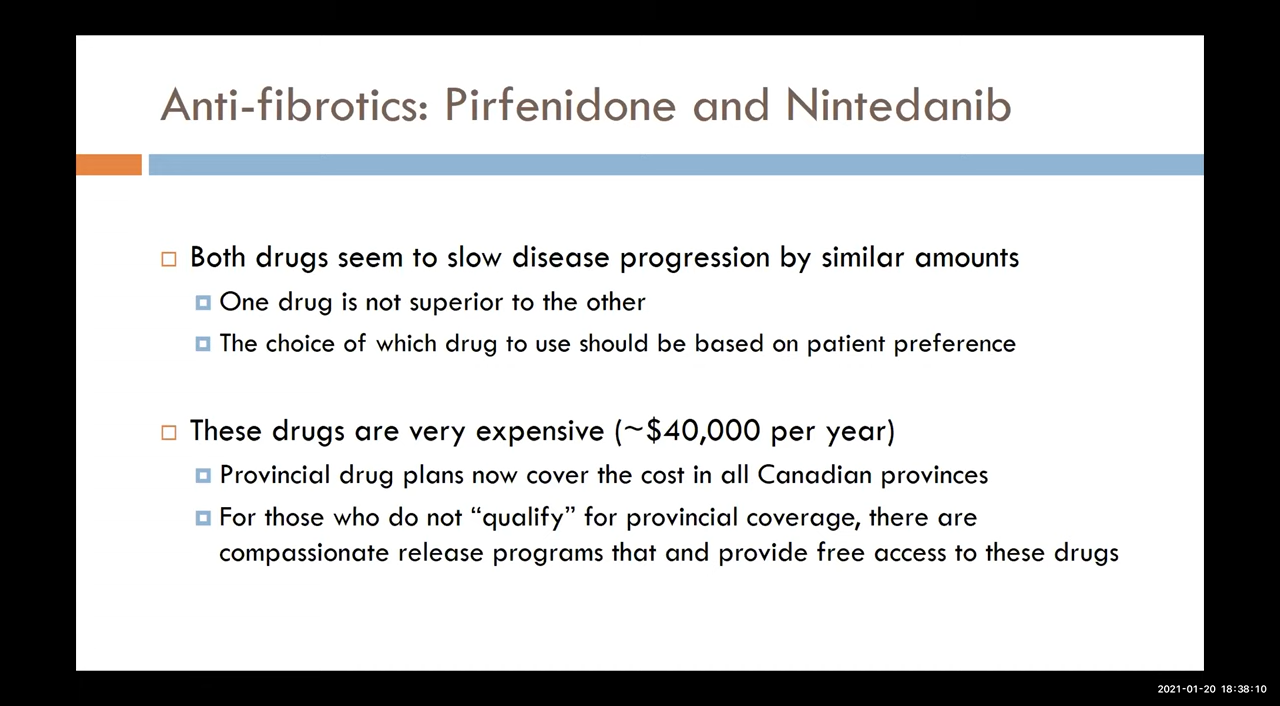 Anti-fibrotics: Pirfenidone and Nintedanib
Both drugs seem to slow disease progression by similar amounts
One drug is not superior to the other
The choice of which drug to use should be based on patient preference
These drugs are very expensive (~$40,000 per year)
Provincial drug plans now cover the cost in all Canadian provinces
For those who do not “qualify” for provincial coverage, there are
compassionate release programs that and provide free access to these drugs
2021-01-20 18:38:10